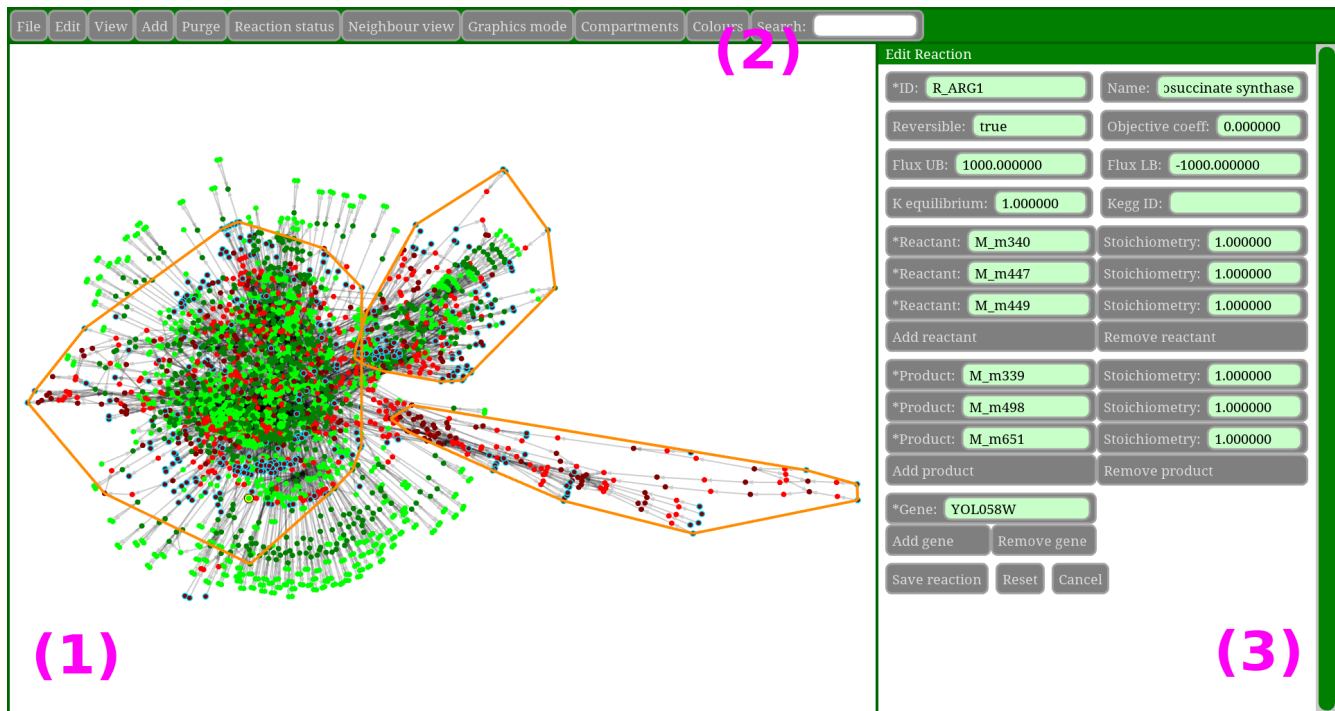 File Edit View Add Purge Reaction status Neighbour view Graphics mode Compartments Colours Search:
(2)
Edit Reaction
*ID: R_ARG1 Name: osuccinate synthase
Reversible: true Objective coeff: 0.000000
Flux UB: 1000.000000 Flux LB: -1000.000000
K equilibrium: 1.000000 Kegg ID:
*Reactant: M_m340 Stoichiometry: 1.000000
*Reactant: M_m447 Stoichiometry: 1.000000
*Reactant: M_m449 Stoichiometry: 1.000000
Add reactant Remove reactant
*Product: M_m339 Stoichiometry: 1.000000
*Product: M_m498 Stoichiometry: 1.000000
*Product: M_m651 Stoichiometry: 1.000000
Add product Remove product
*Gene: YOL058W
Add gene Remove gene
Save reaction Reset Cancel
(1)
(3)